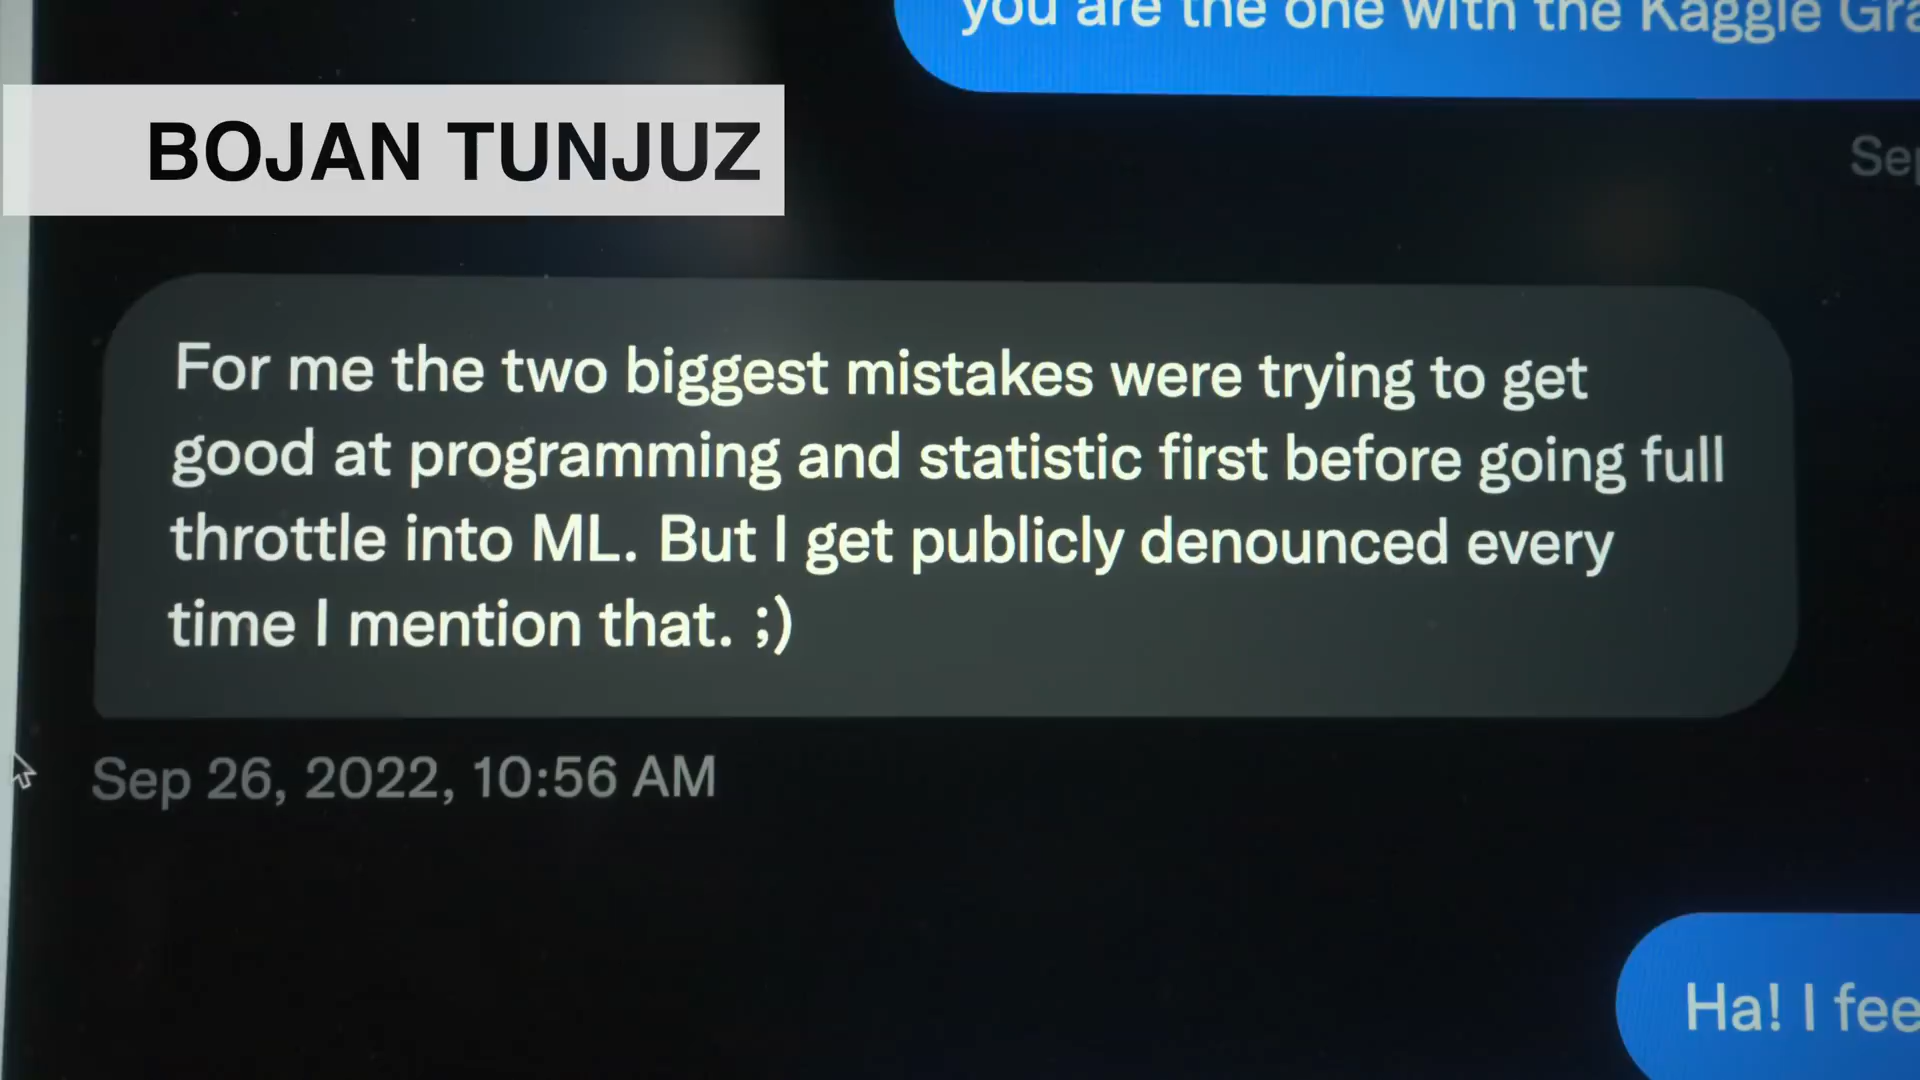 you are the one with the Kaggle Gra
BOJAN TUNJUZ
Sep
For me the two biggest mistakes were trying to get
good at programming and statistic first before going full
throttle into ML. But I get publicly denounced every
time I mention that. ;)
Sep 26, 2022, 10:56 AM
Ha! I fee